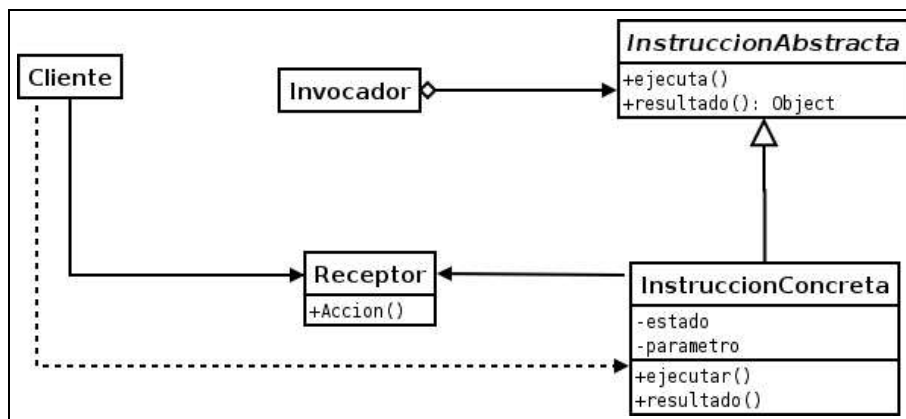 Cliente
Invocador
InstruccionAbstracta
+ejecuta()
+resultado(): Object
Receptor
+Accion()
InstruccionConcreta
-estado
-parametro
+ejecutar()
+resultado()